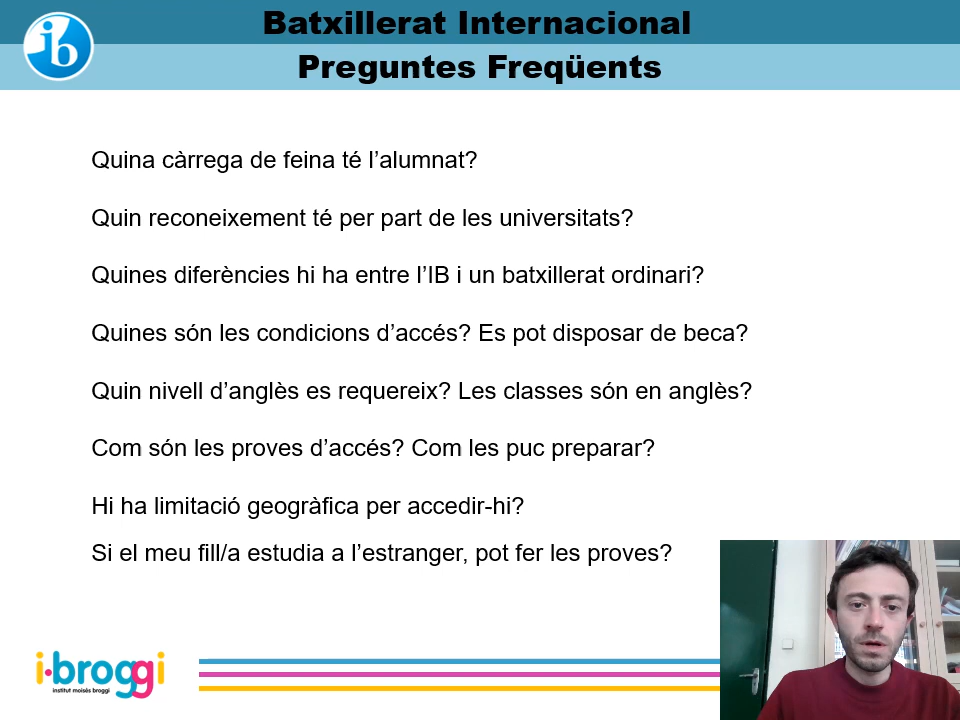 ib
Batxillerat Internacional
Preguntes Freqüents
Quina càrrega de feina té l’alumnat?
Quin reconeixement té per part de les universitats?
Quines diferències hi ha entre l’IB i un batxillerat ordinari?
Quines són les condicions d’accés? Es pot disposar de beca?
Quin nivell d’anglès es requereix? Les classes són en anglès?
Com són les proves d’accés? Com les puc preparar?
Hi ha limitació geogràfica per accedir-hi?
Si el meu fill/a estudia a l’estranger, pot fer les proves?
i·broggi
institut moisès broggi